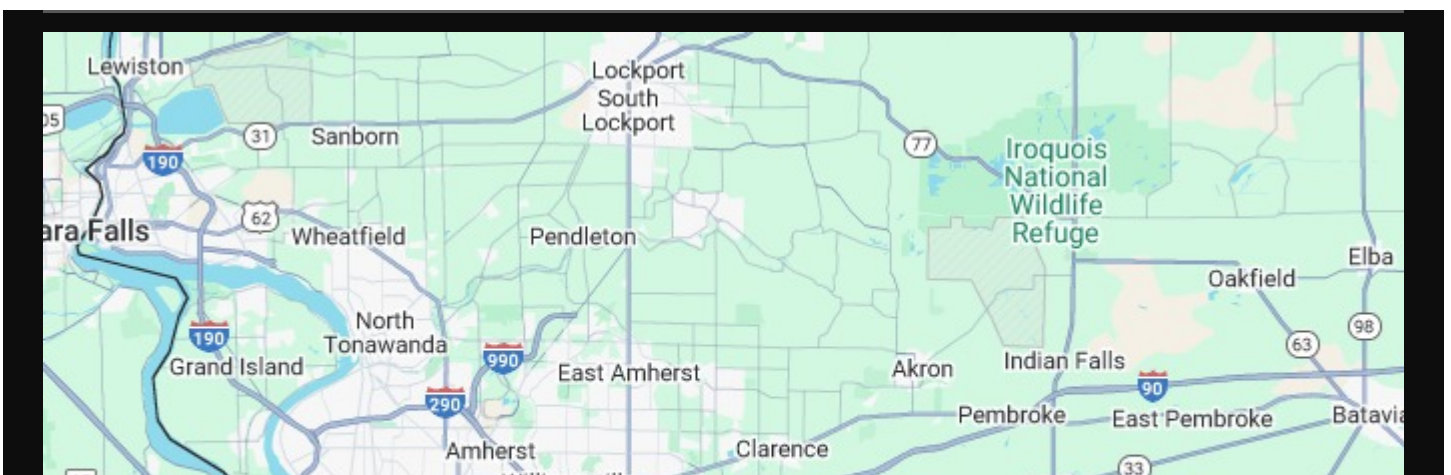 Lewiston
Lockport
South
Lockport
05
31
Sanborn
77
190
Iroquois
National
Wildlife
Refuge
62
ara Falls
Wheatfield
Pendleton
Elba
Oakfield
190
North
Tonawanda
98
63
990
Grand Island
East Amherst
Akron
Indian Falls
90
290
Pembroke
East Pembroke
Batavia
Amherst
Clarence
33